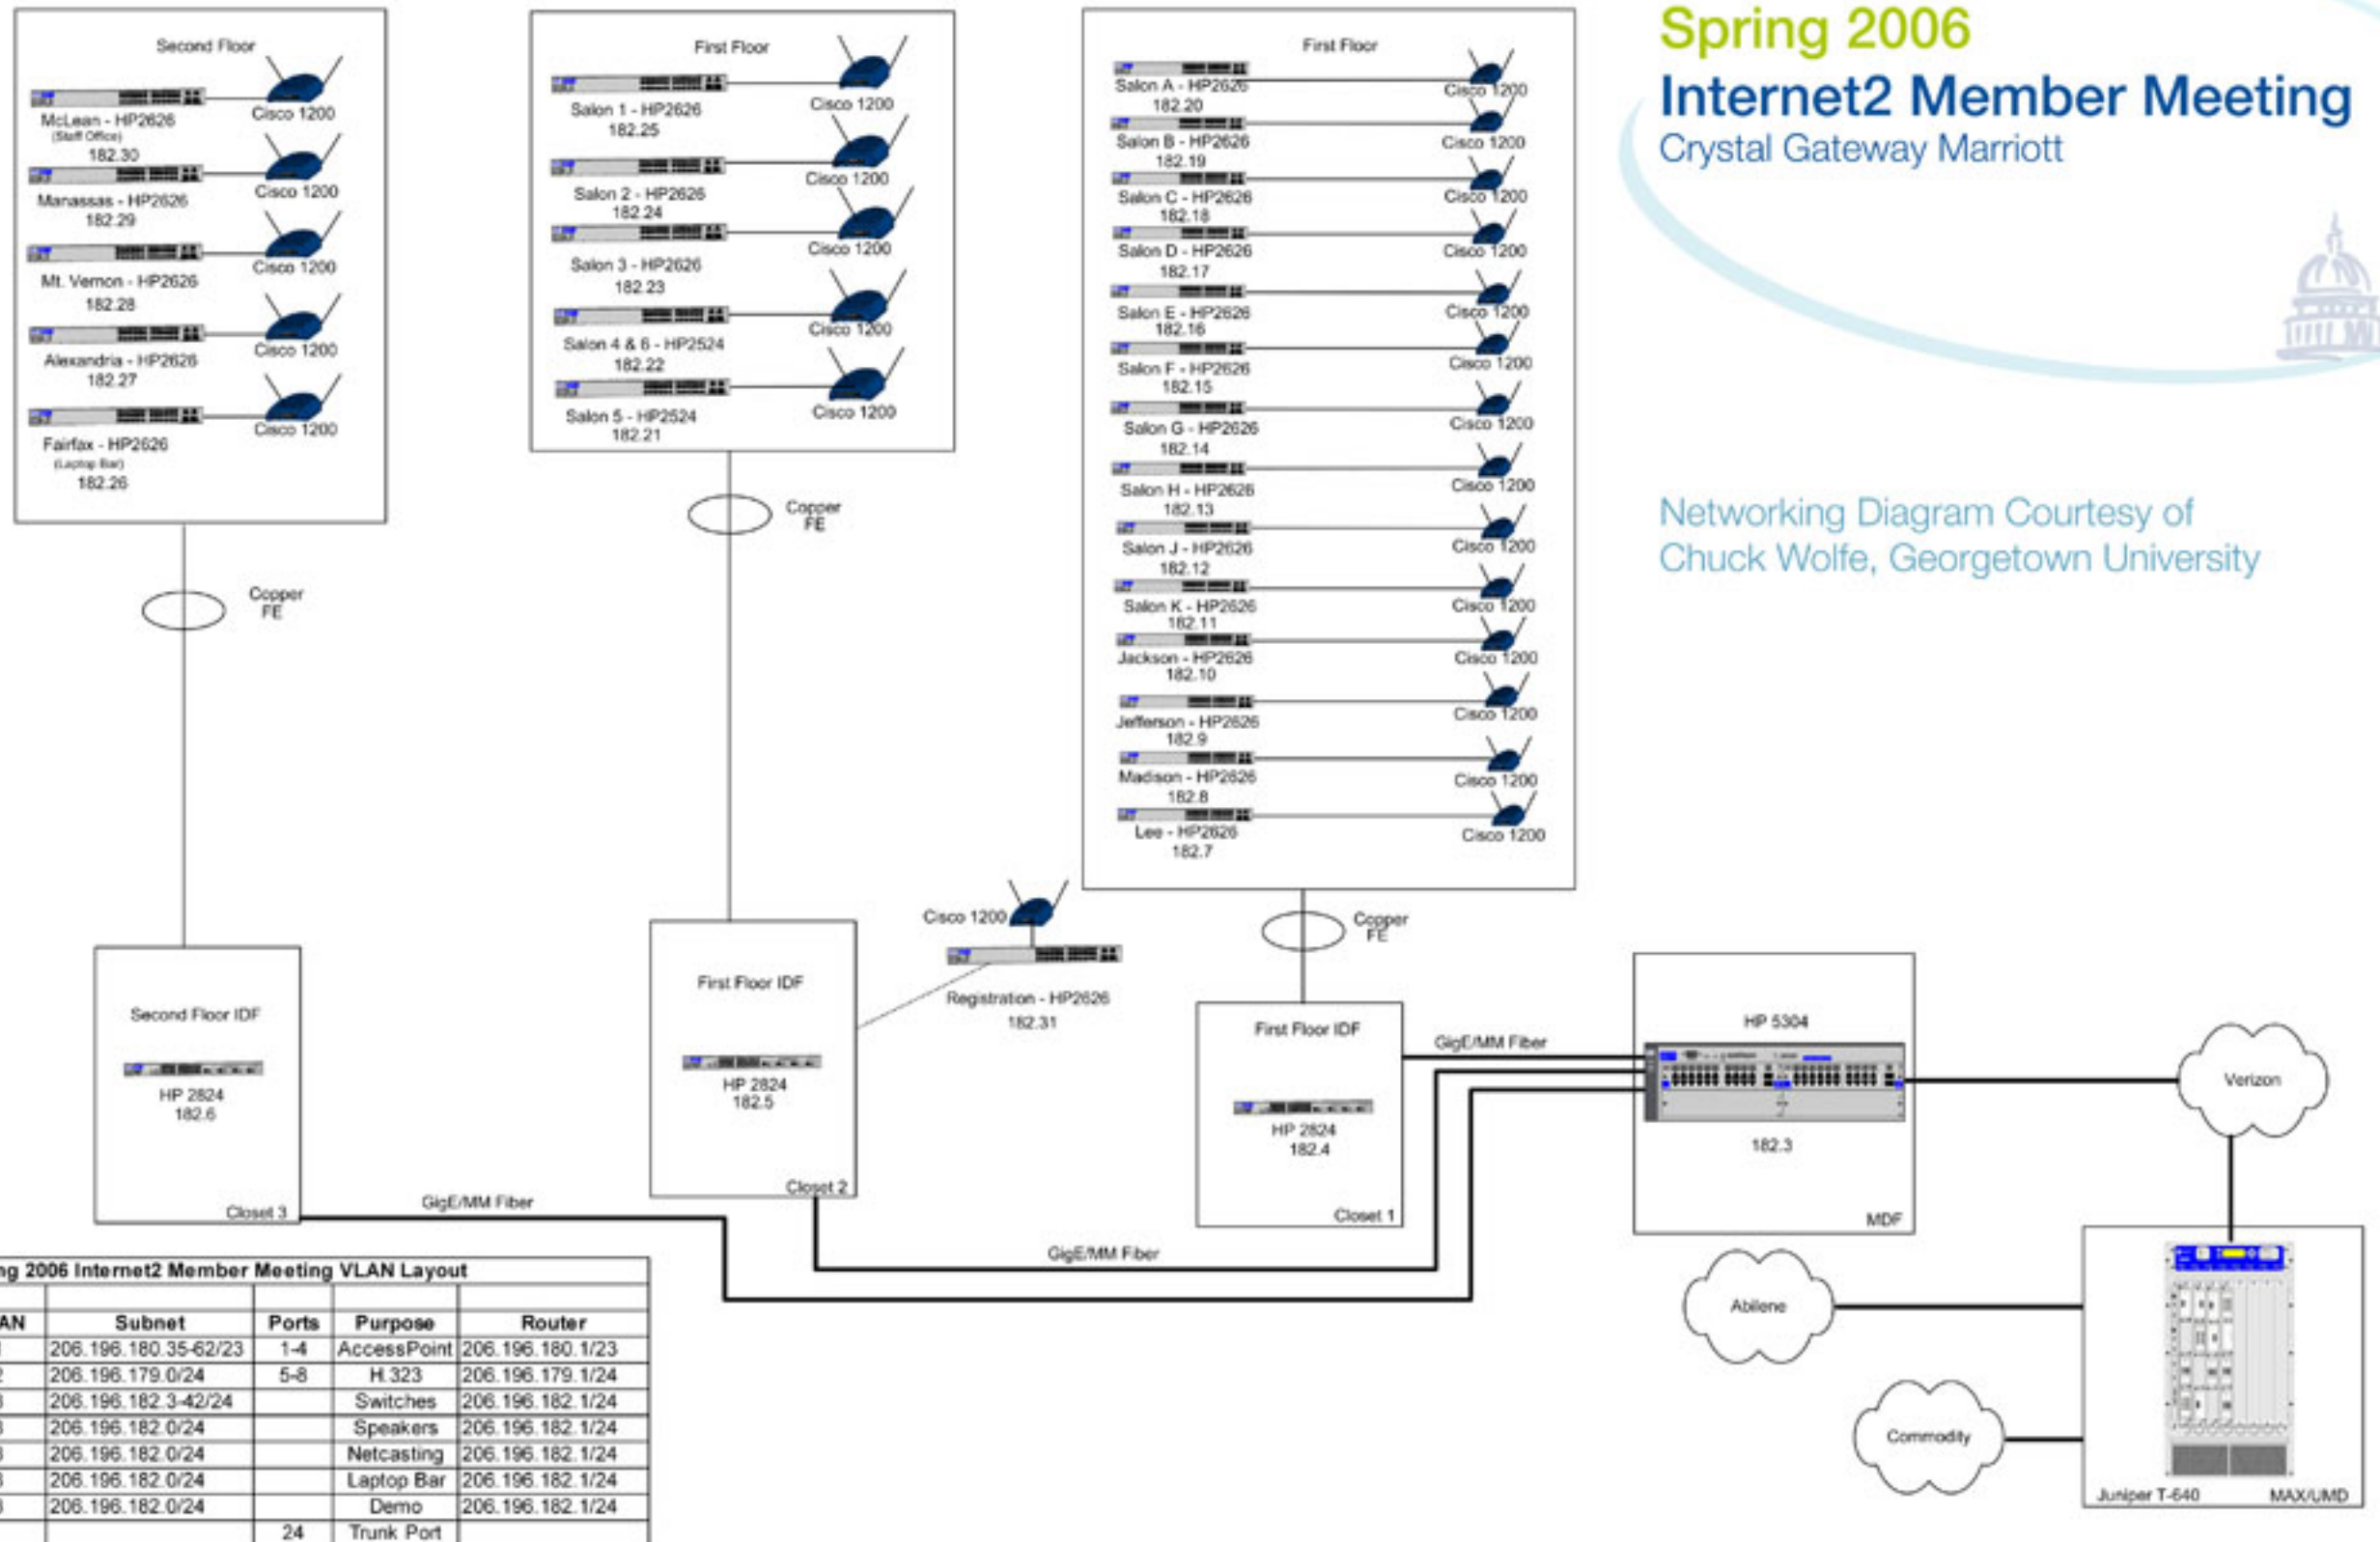 Spring 2006
Internet2 Member Meeting
Crystal Gateway Marriott
Networking Diagram Courtesy of
Chuck Wolfe, Georgetown University
Second Floor
Cisco 1200
McLean - HP2626
(Staff Office)
182.30
Cisco 1200
Manassas - HP2626
182.29
Cisco 1200
Mt. Vernon - HP2626
182.28
Cisco 1200
Alexandria - HP2626
182.27
Cisco 1200
Fairfax - HP2626
(Laptop Bar)
182.26
Copper
FE
First Floor
Cisco 1200
Salon 1 - HP2626
182.25
Cisco 1200
Salon 2 - HP2626
182.24
Cisco 1200
Salon 3 - HP2626
182.23
Cisco 1200
Salon 4 & 6 - HP2524
182.22
Cisco 1200
Salon 5 - HP2524
182.21
Copper
FE
First Floor
Salon A - HP2626
Cisco 1200
182.20
Salon B - HP2626
Cisco 1200
182.19
Salon C - HP2626
Cisco 1200
182.18
Salon D - HP2626
Cisco 1200
182.17
Salon E - HP2626
Cisco 1200
182.16
Salon F - HP2626
Cisco 1200
182.15
Salon G - HP2626
Cisco 1200
182.14
Salon H - HP2626
Cisco 1200
182.13
Salon J - HP2626
Cisco 1200
182.12
Salon K - HP2626
Cisco 1200
182.11
Jackson - HP2626
Cisco 1200
182.10
Jefferson - HP2626
Cisco 1200
182.9
Madison - HP2626
Cisco 1200
182.8
Lee - HP2626
Cisco 1200
182.7
Copper
FE
Second Floor IDF
HP 2824
182.6
Closet 3
GigE/MM Fiber
First Floor IDF
HP 2824
182.5
Closet 2
GigE/MM Fiber
Cisco 1200
Registration - HP2626
182.31
First Floor IDF
HP 2824
182.4
Closet 1
GigE/MM Fiber
HP 5304
182.3
MDF
Verizon
Abilene
Commodity
Juniper T-640 MAX/UMD
ng 2006 Internet2 Member Meeting VLAN Layout
AN Subnet Ports Purpose Router
206.196.180.35-62/23 1-4 AccessPoint 206.196.180.1/23
2 206.196.179.0/24 5-8 H.323 206.196.179.1/24
206.196.182.3-42/24 Switches 206.196.182.1/24
206.196.182.0/24 Speakers 206.196.182.1/24
206.196.182.0/24 Netcasting 206.196.182.1/24
206.196.182.0/24 Laptop Bar 206.196.182.1/24
206.196.182.0/24 Demo 206.196.182.1/24
24 Trunk Port